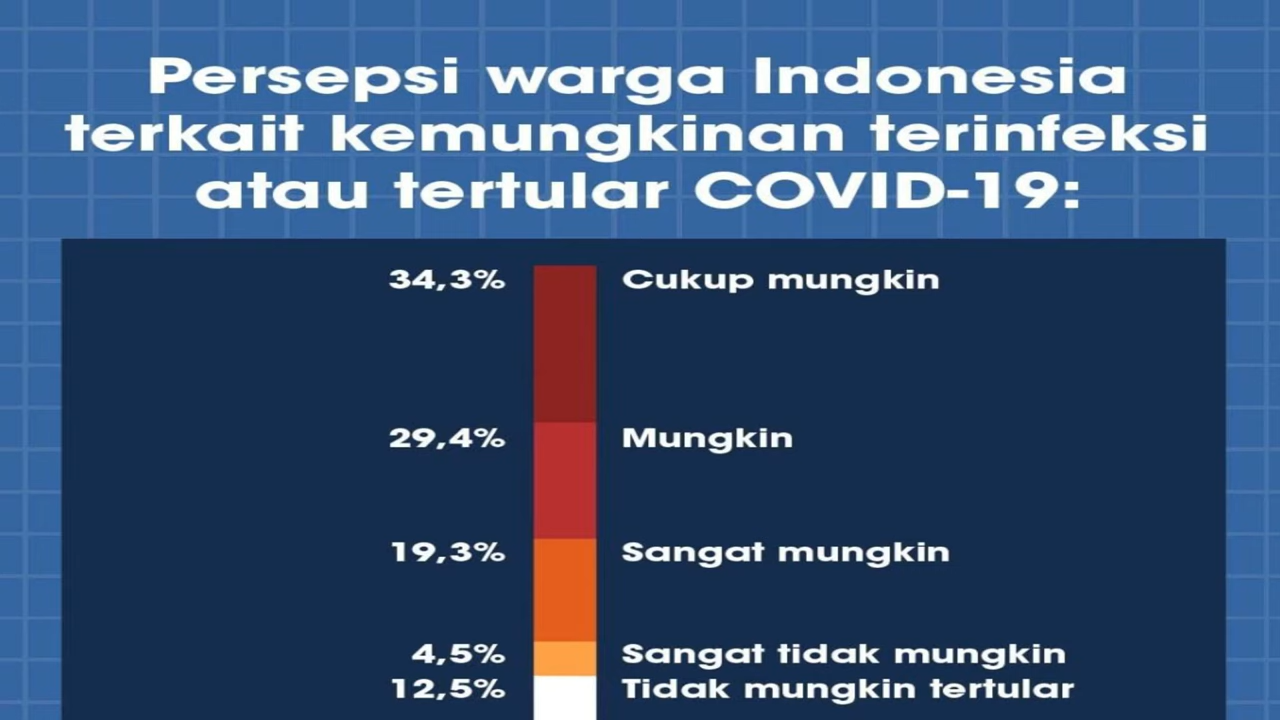 Persepsi warga Indonesia
terkait kemungkinan terinfeksi
atau tertular COVID-19:
34,3% Cukup mungkin
29,4% Mungkin
19,3% Sangat mungkin
4,5% Sangat tidak mungkin
12,5% Tidak mungkin tertular